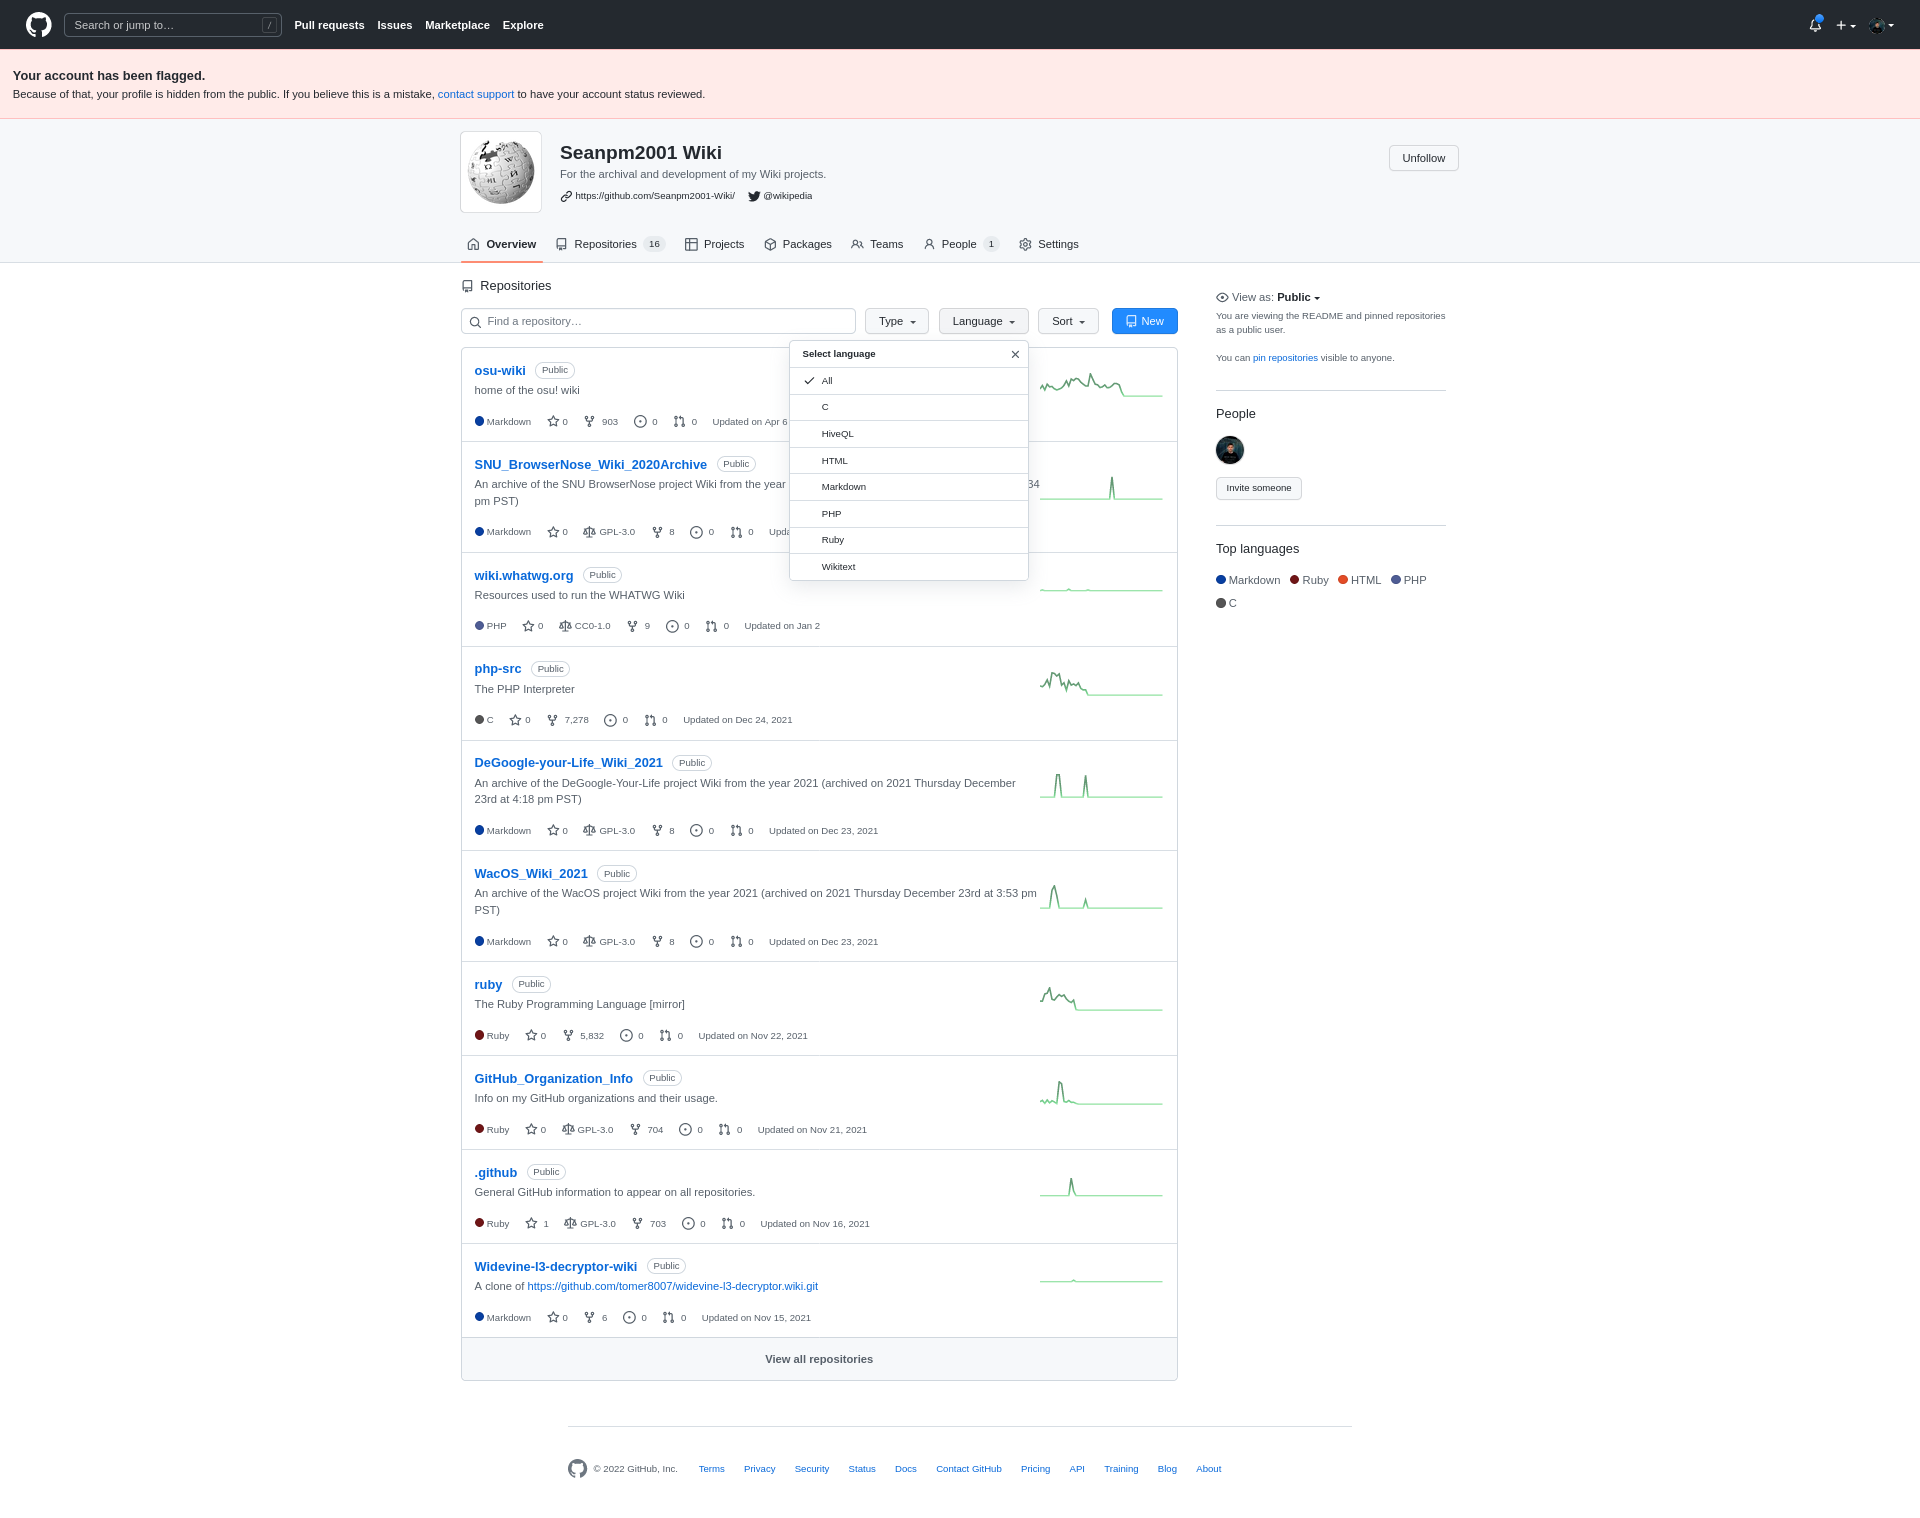 Search or jump to… / Pull requests Issues Marketplace Explore
Your account has been flagged.
Because of that, your profile is hidden from the public. If you believe this is a mistake, contact support to have your account status reviewed.
Seanpm2001 Wiki
For the archival and development of my Wiki projects.
https://github.com/Seanpm2001-Wiki/ @wikipedia
Unfollow
Overview Repositories 16 Projects Packages Teams People 1 Settings
Repositories
Find a repository… Type Language Sort New
Select language
All
C
HiveQL
HTML
Markdown
PHP
Ruby
Wikitext
osu-wiki Public
home of the osu! wiki
Markdown 0 903 0 0 Updated on Apr 6
SNU_BrowserNose_Wiki_2020Archive Public
An archive of the SNU BrowserNose project Wiki from the year 34
pm PST)
Markdown 0 GPL-3.0 8 0 0 Upda
wiki.whatwg.org Public
Resources used to run the WHATWG Wiki
PHP 0 CC0-1.0 9 0 0 Updated on Jan 2
php-src Public
The PHP Interpreter
C 0 7,278 0 0 Updated on Dec 24, 2021
DeGoogle-your-Life_Wiki_2021 Public
An archive of the DeGoogle-Your-Life project Wiki from the year 2021 (archived on 2021 Thursday December
23rd at 4:18 pm PST)
Markdown 0 GPL-3.0 8 0 0 Updated on Dec 23, 2021
WacOS_Wiki_2021 Public
An archive of the WacOS project Wiki from the year 2021 (archived on 2021 Thursday December 23rd at 3:53 pm
PST)
Markdown 0 GPL-3.0 8 0 0 Updated on Dec 23, 2021
ruby Public
The Ruby Programming Language [mirror]
Ruby 0 5,832 0 0 Updated on Nov 22, 2021
GitHub_Organization_Info Public
Info on my GitHub organizations and their usage.
Ruby 0 GPL-3.0 704 0 0 Updated on Nov 21, 2021
.github Public
General GitHub information to appear on all repositories.
Ruby 1 GPL-3.0 703 0 0 Updated on Nov 16, 2021
Widevine-l3-decryptor-wiki Public
A clone of https://github.com/tomer8007/widevine-l3-decryptor.wiki.git
Markdown 0 6 0 0 Updated on Nov 15, 2021
View all repositories
View as: Public
You are viewing the README and pinned repositories
as a public user.
You can pin repositories visible to anyone.
People
Invite someone
Top languages
Markdown Ruby HTML PHP
C
© 2022 GitHub, Inc. Terms Privacy Security Status Docs Contact GitHub Pricing API Training Blog About